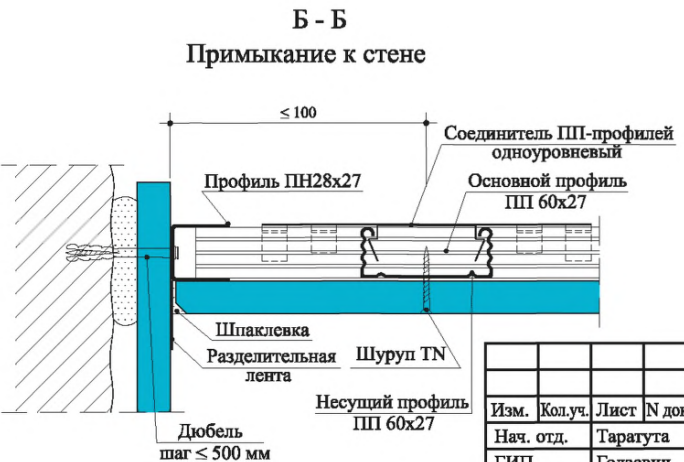 Б - Б
Примыкание к стене
≤ 100
Соединитель ПП-профилей
одноуровневый
Профиль ПН28х27
Основной профиль
ПП 60х27
Шпаклевка
Разделительная
лента
Шуруп TN
Несущий профиль
ПП 60х27
Дюбель
шаг ≤ 500 мм
Изм. Кол.уч. Лист N док
Нач. отд. Таратута